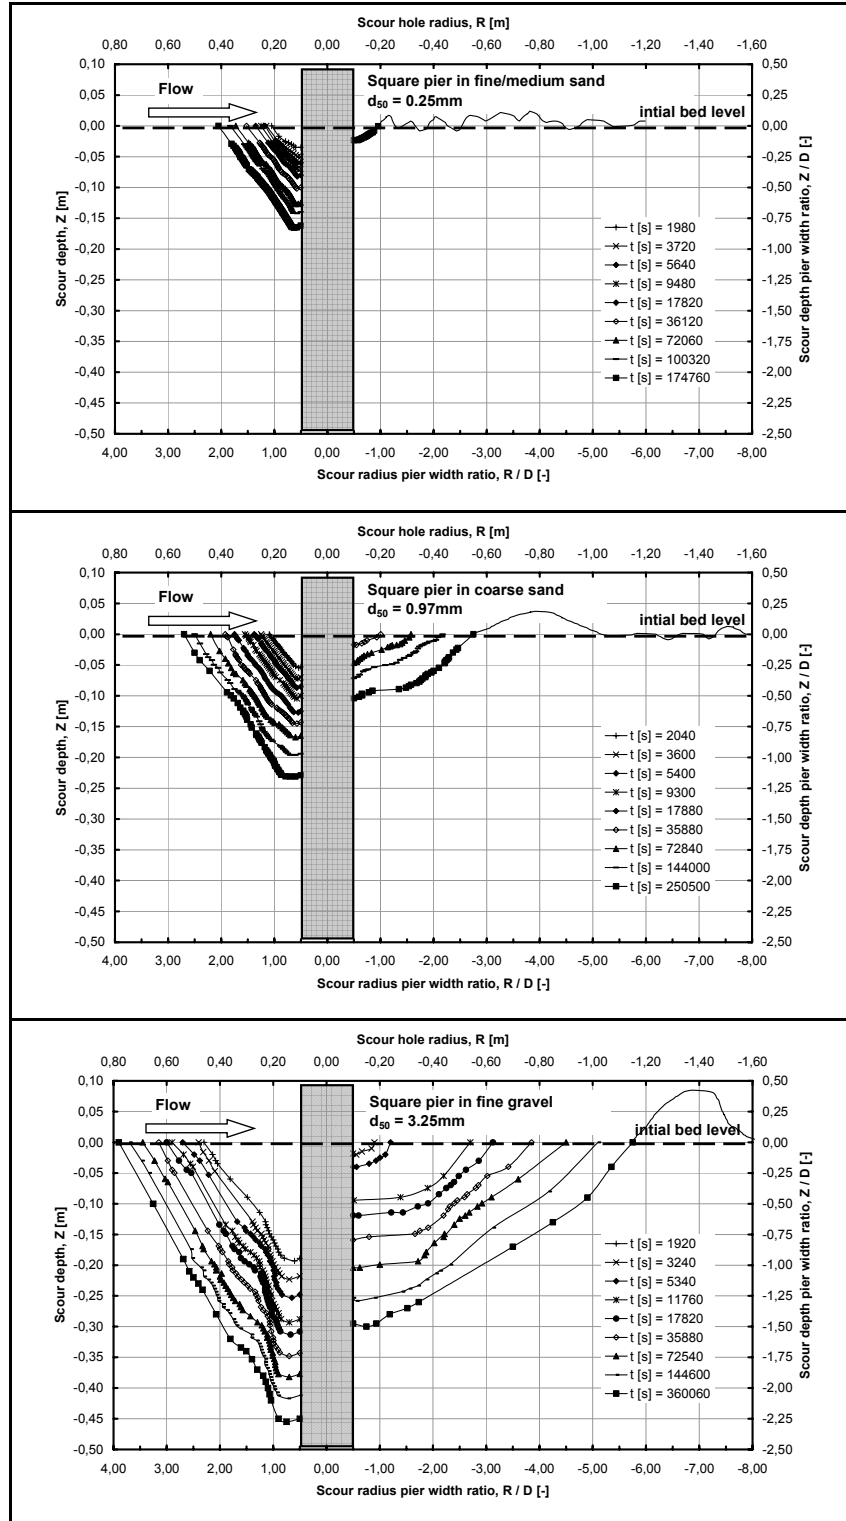 Scour hole radius, R [m]
0,80 0,60 0,40 0,20 0,00 -0,20 -0,40 -0,60 -0,80 -1,00 -1,20 -1,40 -1,60
0,10 0,50
Flow Square pier in fine/medium sand
d50 = 0.25mm
0,05 0,25
intial bed level
0,00 0,00
-0,05 -0,25
-0,10 -0,50
-0,15 -0,75
-0,20 -1,00
-0,25 -1,25
-0,30 -1,50
-0,35 -1,75
-0,40 -2,00
-0,45 -2,25
-0,50 -2,50
Scour depth, Z [m]
Scour depth pier width ratio, Z / D [-]
t [s] = 1980
t [s] = 3720
t [s] = 5640
t [s] = 9480
t [s] = 17820
t [s] = 36120
t [s] = 72060
t [s] = 100320
t [s] = 174760
4,00 3,00 2,00 1,00 0,00 -1,00 -2,00 -3,00 -4,00 -5,00 -6,00 -7,00 -8,00
Scour radius pier width ratio, R / D [-]
Scour hole radius, R [m]
0,80 0,60 0,40 0,20 0,00 -0,20 -0,40 -0,60 -0,80 -1,00 -1,20 -1,40 -1,60
0,10 0,50
Flow Square pier in coarse sand
d50 = 0.97mm
0,05 0,25
intial bed level
0,00 0,00
-0,05 -0,25
-0,10 -0,50
-0,15 -0,75
-0,20 -1,00
-0,25 -1,25
-0,30 -1,50
-0,35 -1,75
-0,40 -2,00
-0,45 -2,25
-0,50 -2,50
Scour depth, Z [m]
Scour depth pier width ratio, Z / D [-]
t [s] = 2040
t [s] = 3600
t [s] = 5400
t [s] = 9300
t [s] = 17880
t [s] = 35880
t [s] = 72840
t [s] = 144000
t [s] = 250500
4,00 3,00 2,00 1,00 0,00 -1,00 -2,00 -3,00 -4,00 -5,00 -6,00 -7,00 -8,00
Scour radius pier width ratio, R / D [-]
Scour hole radius, R [m]
0,80 0,60 0,40 0,20 0,00 -0,20 -0,40 -0,60 -0,80 -1,00 -1,20 -1,40 -1,60
0,10 0,50
Flow Square pier in fine gravel
d50 = 3.25mm
0,05 0,25
intial bed level
0,00 0,00
-0,05 -0,25
-0,10 -0,50
-0,15 -0,75
-0,20 -1,00
-0,25 -1,25
-0,30 -1,50
-0,35 -1,75
-0,40 -2,00
-0,45 -2,25
-0,50 -2,50
Scour depth, Z [m]
Scour depth pier width ratio, Z / D [-]
t [s] = 1920
t [s] = 3240
t [s] = 5340
t [s] = 11760
t [s] = 17820
t [s] = 35880
t [s] = 72540
t [s] = 144600
t [s] = 360060
4,00 3,00 2,00 1,00 0,00 -1,00 -2,00 -3,00 -4,00 -5,00 -6,00 -7,00 -8,00
Scour radius pier width ratio, R / D [-]